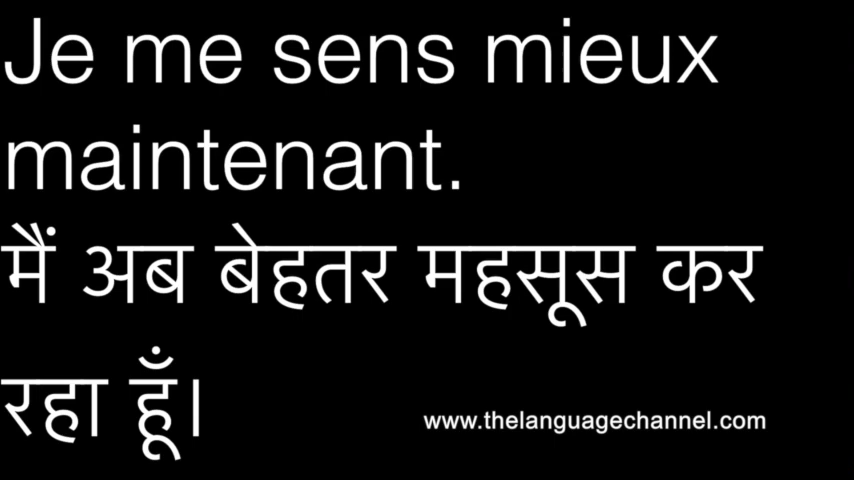 Je me sens mieux
maintenant.
मैं अब बेहतर महसूस कर
रहा हूँ।
www.thelanguagechannel.com